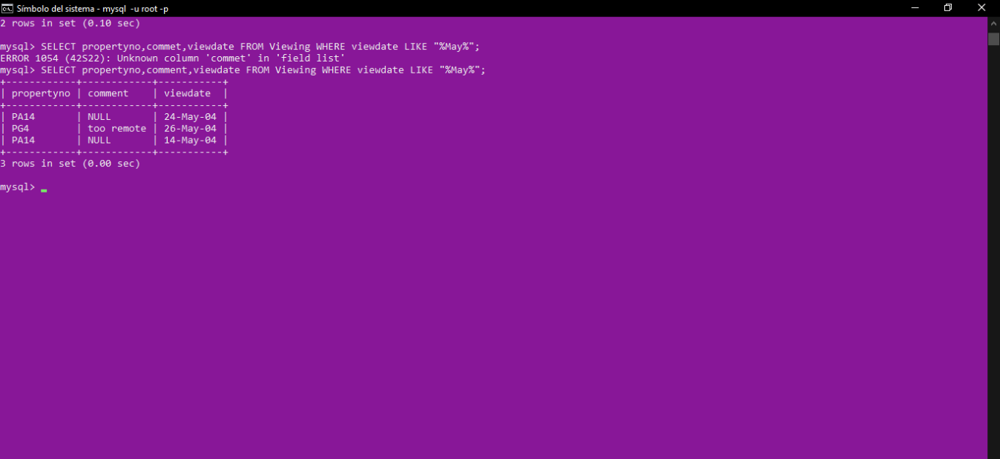 Símbolo del sistema - mysql  -u root -p
2 rows in set (0.10 sec)
mysql> SELECT propertyno,commet,viewdate FROM Viewing WHERE viewdate LIKE "%May%";
ERROR 1054 (42S22): Unknown column 'commet' in 'field list'
mysql> SELECT propertyno,comment,viewdate FROM Viewing WHERE viewdate LIKE "%May%";
+------------+------------+-----------+
| propertyno | comment    | viewdate  |
+------------+------------+-----------+
| PA14       | NULL       | 24-May-04 |
| PG4        | too remote | 26-May-04 |
| PA14       | NULL       | 14-May-04 |
+------------+------------+-----------+
3 rows in set (0.00 sec)
mysql>